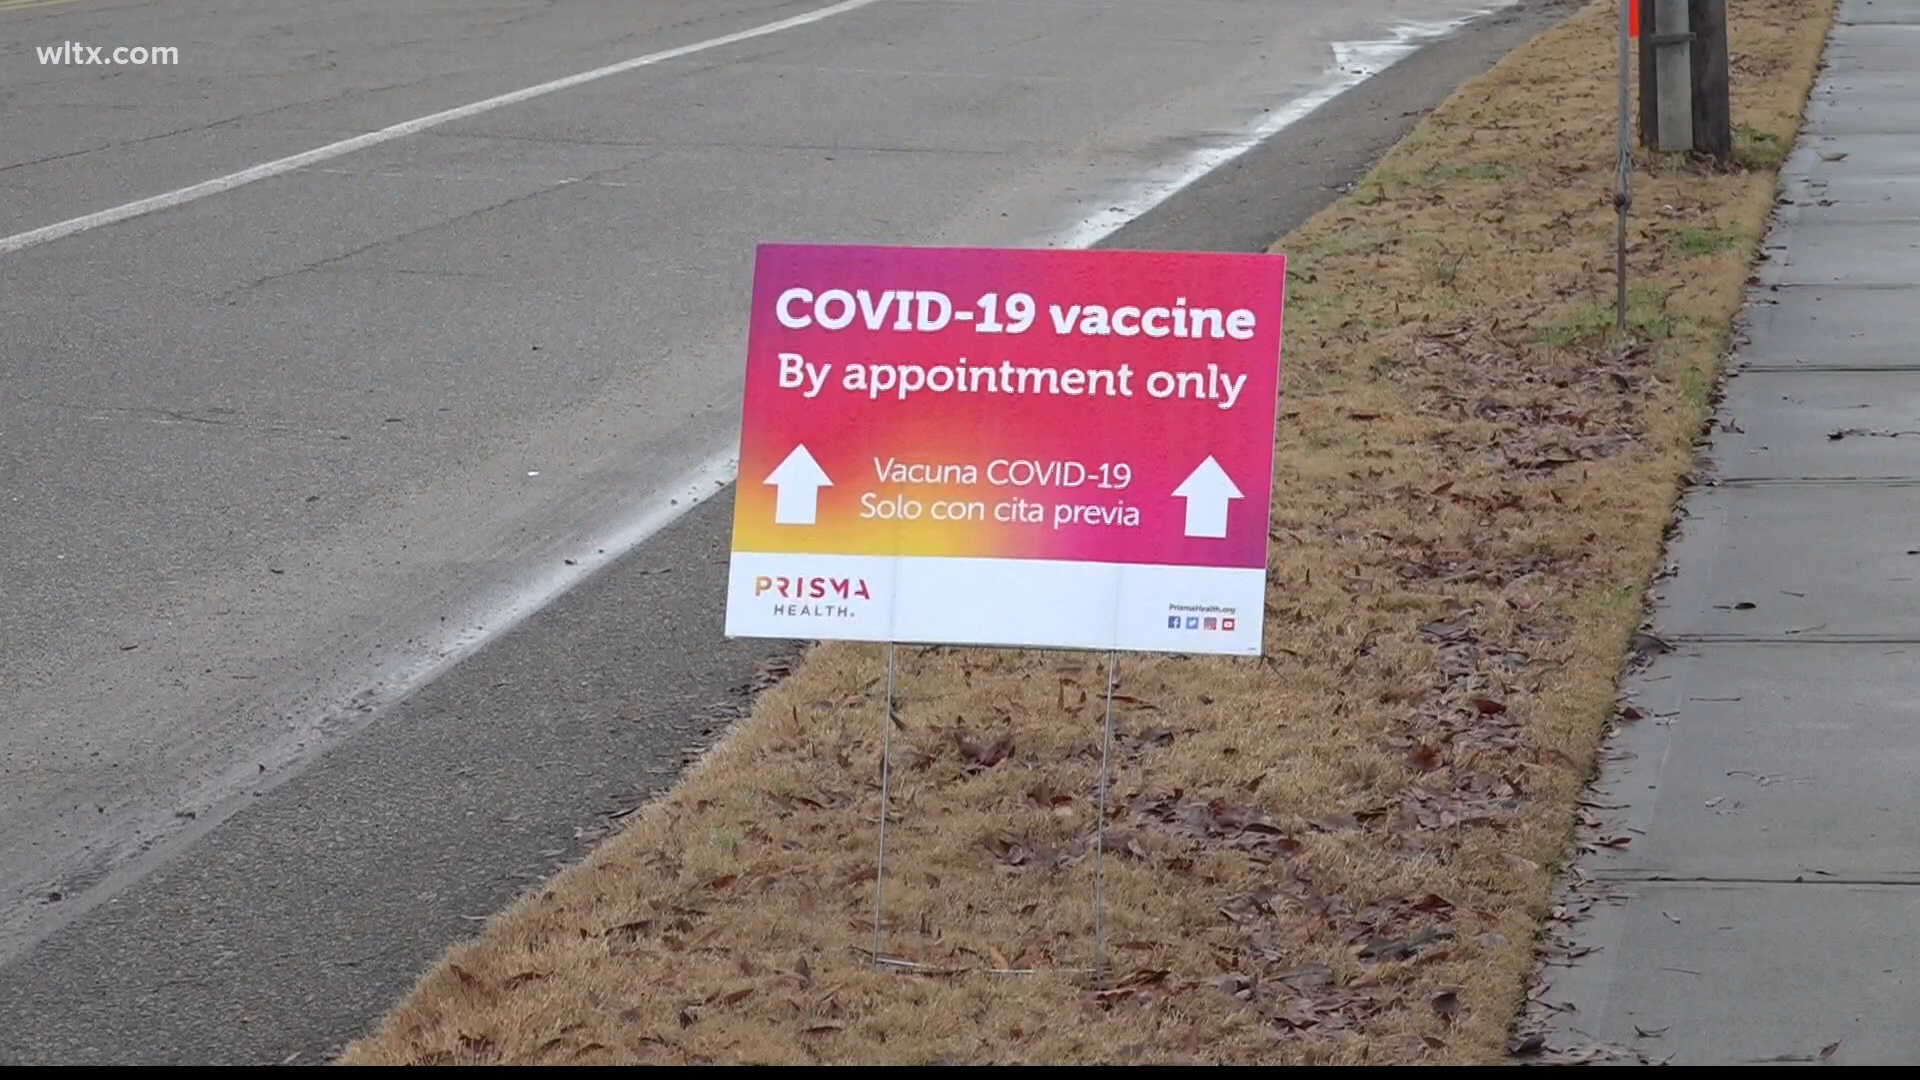 wltx.com
COVID-19 vaccine
By appointment only
Vacuna COVID-19
Solo con cita previa
PRISMA
HEALTH.
PrismaHealth.org